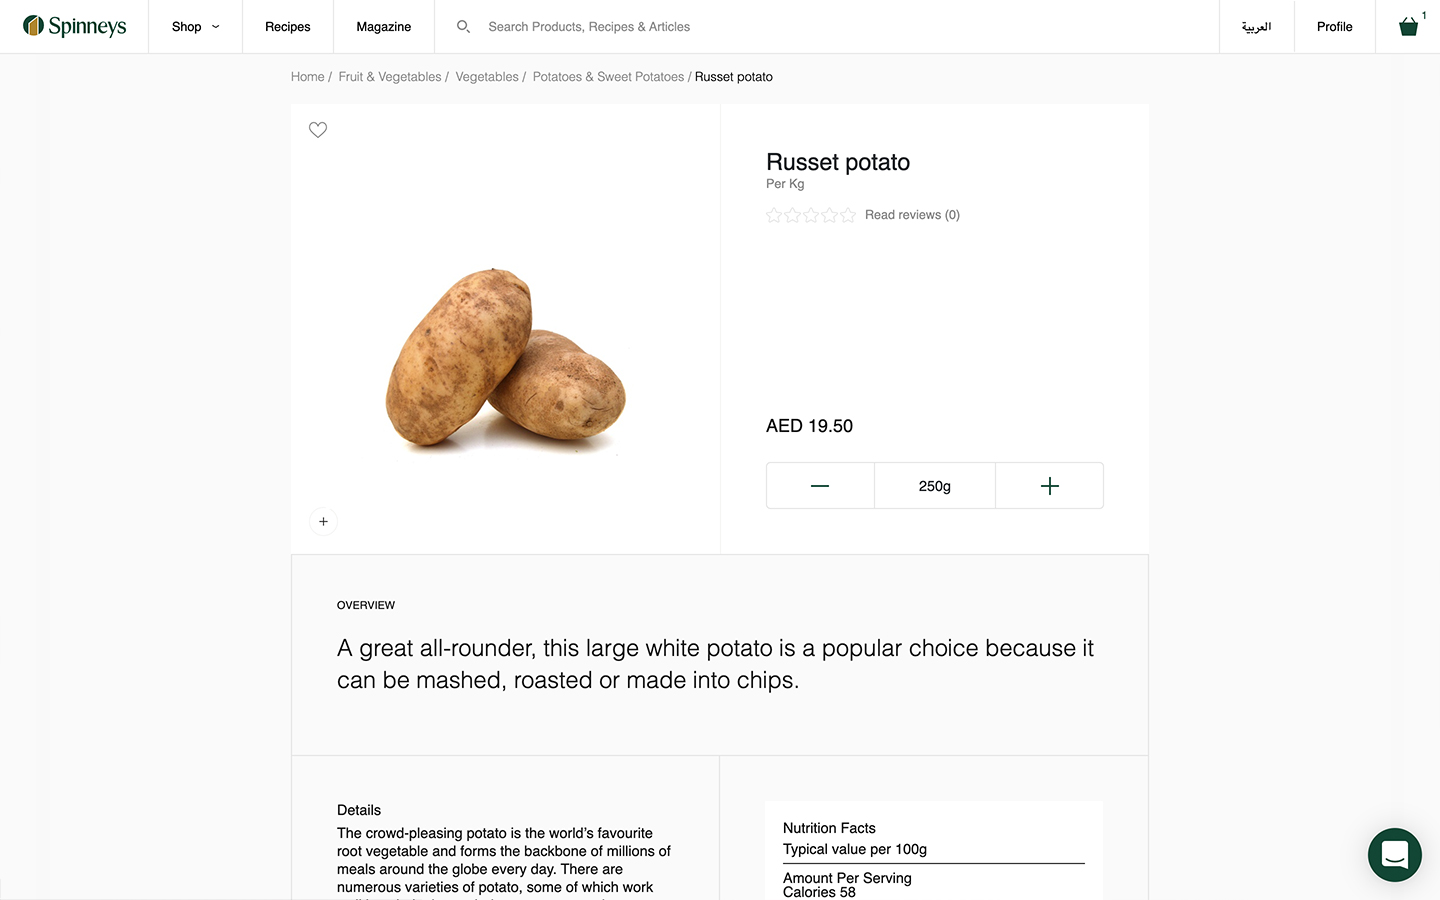 Spinneys
Shop
Recipes
Magazine
Search Products, Recipes & Articles
العربية
Profile
1
Home / Fruit & Vegetables / Vegetables / Potatoes & Sweet Potatoes / Russet potato
Russet potato
Per Kg
Read reviews (0)
AED 19.50
250g
OVERVIEW
A great all-rounder, this large white potato is a popular choice because it
can be mashed, roasted or made into chips.
Details
The crowd-pleasing potato is the world’s favourite
root vegetable and forms the backbone of millions of
meals around the globe every day. There are
numerous varieties of potato, some of which work
Nutrition Facts
Typical value per 100g
Amount Per Serving
Calories 58